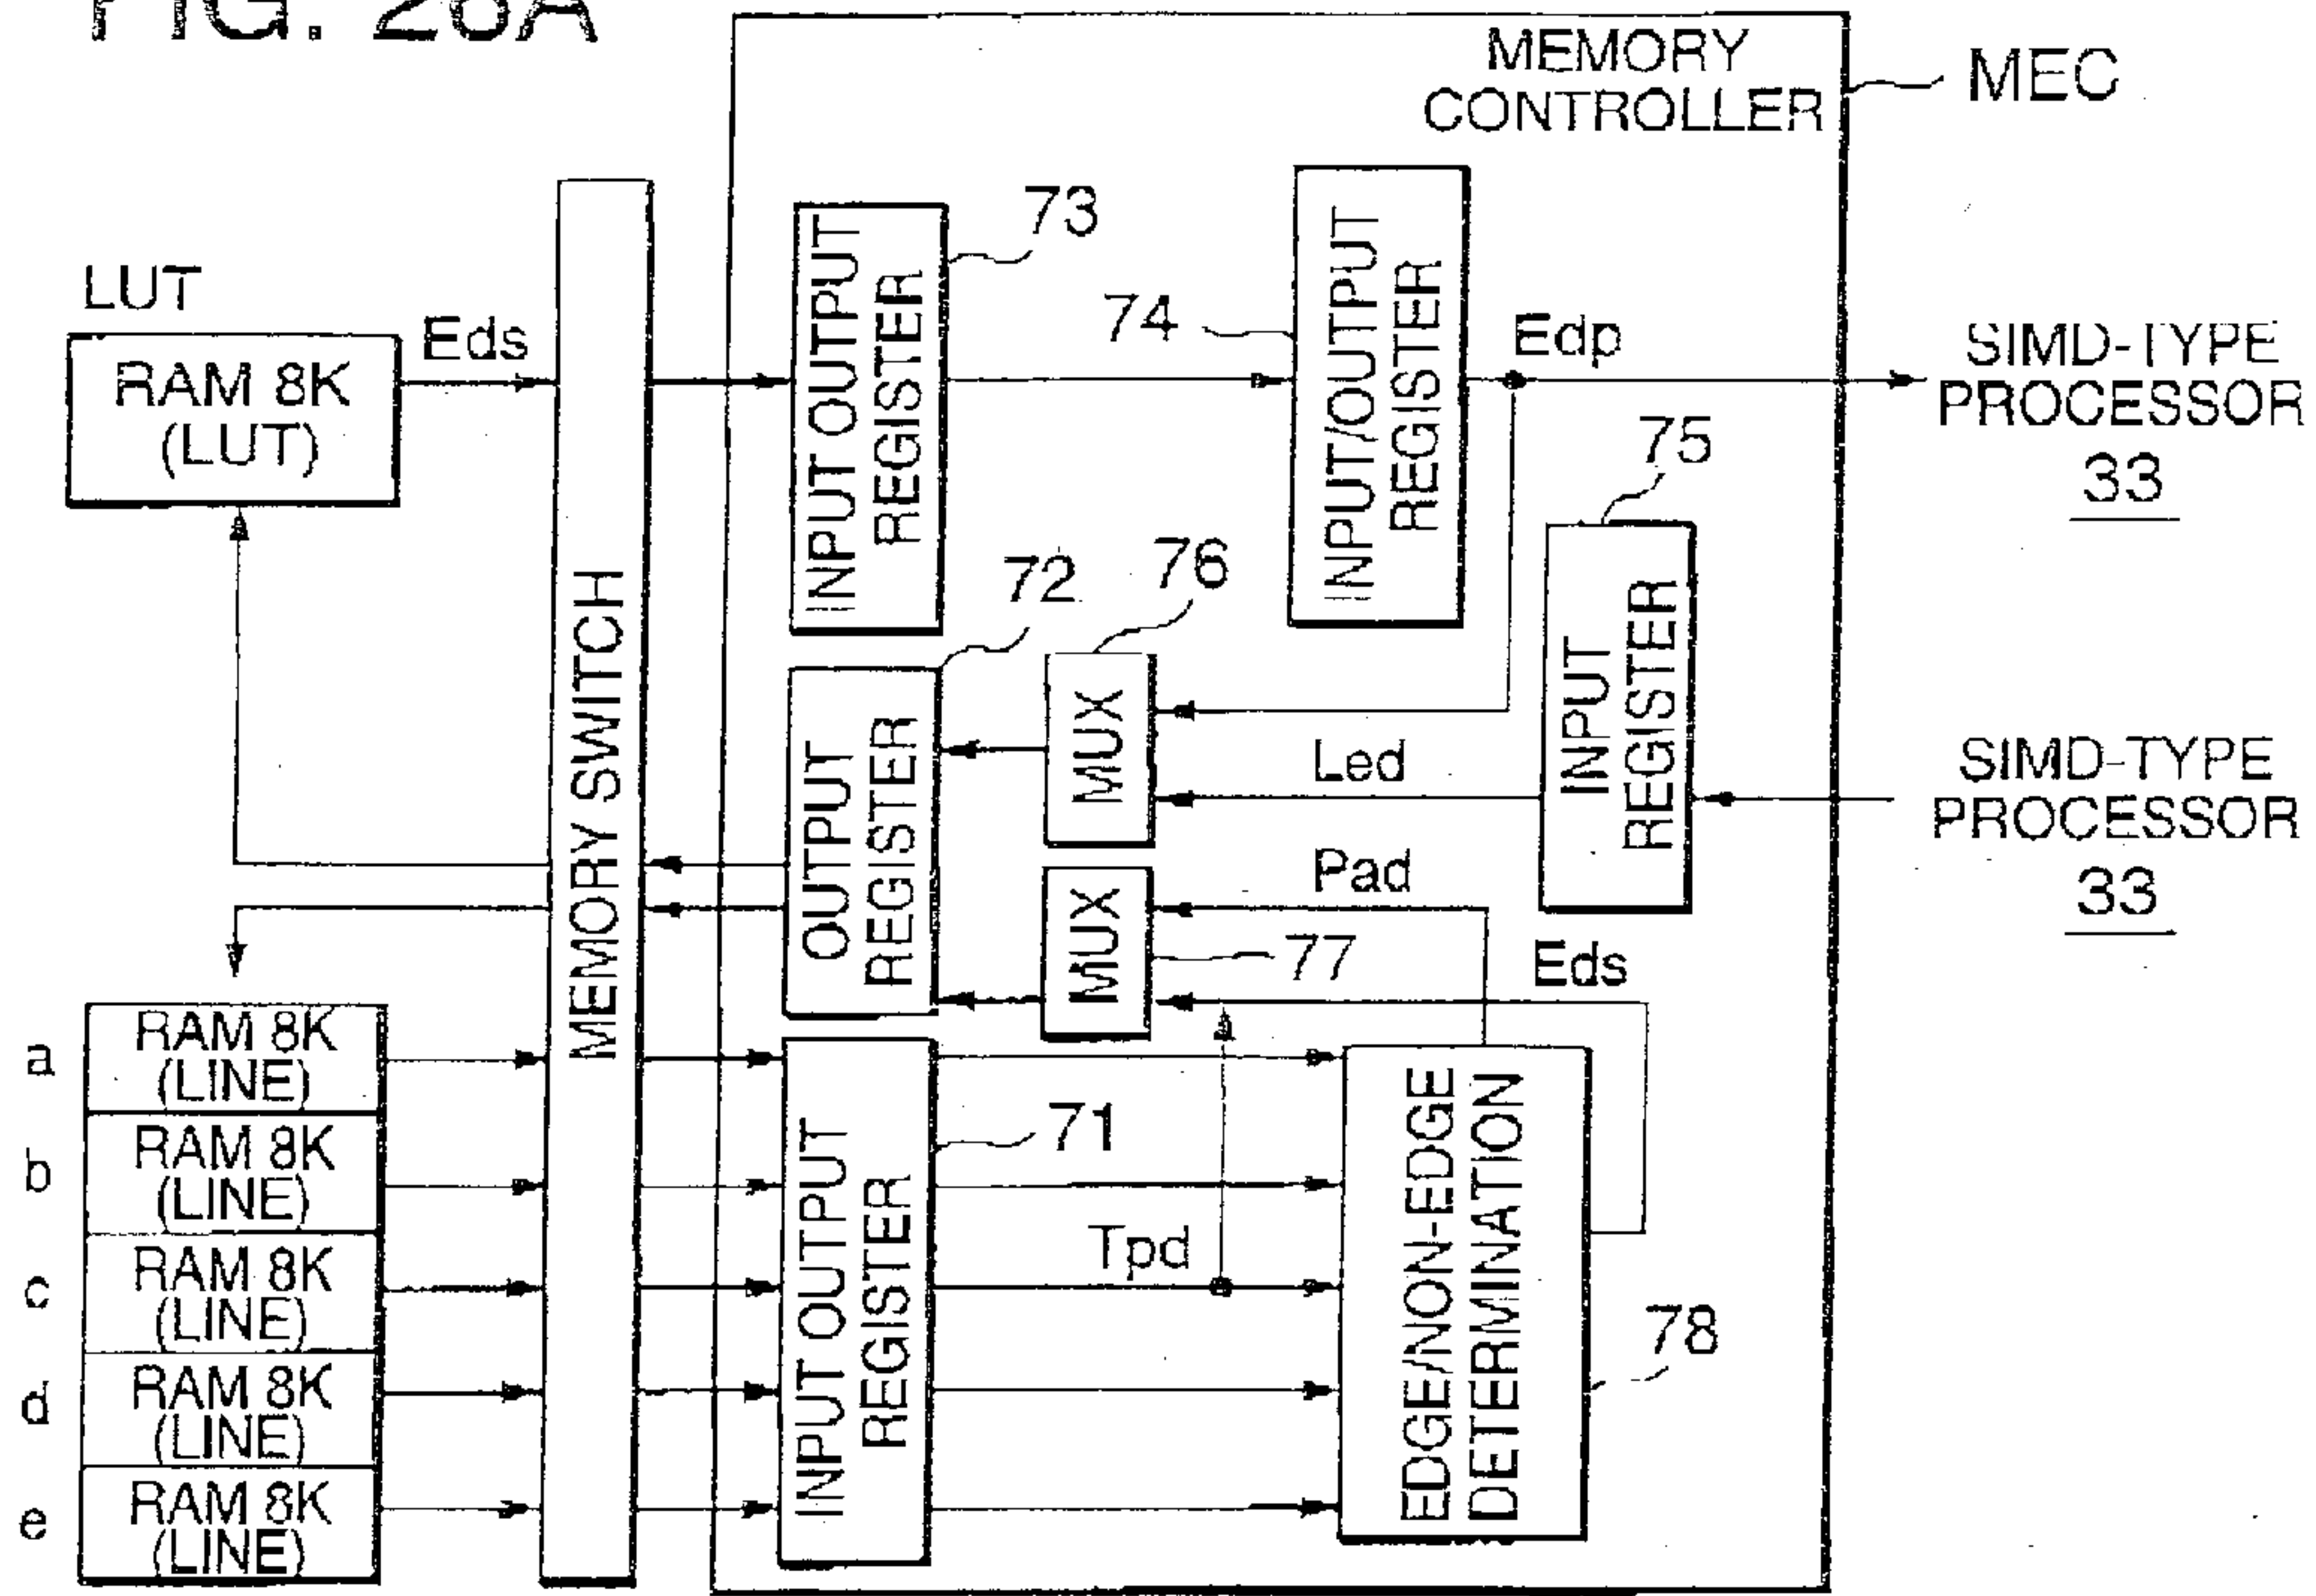 FIG. 26A
MEMORY
CONTROLLER
MEC
73
INPUT OUTPUT
REGISTER
74
INPUT/OUTPUT
REGISTER
LUT
Eds
RAM 8K
(LUT)
Edp
SIMD-TYPE
PROCESSOR
33
75
INPUT
REGISTER
MEMORY SWITCH
72
OUTPUT
REGISTER
76
MUX
Led
SIMD-TYPE
PROCESSOR
33
Pad
MUX
77
Eds
a
RAM 8K
(LINE)
b
RAM 8K
(LINE)
c
RAM 8K
(LINE)
d
RAM 8K
(LINE)
e
RAM 8K
(LINE)
71
INPUT OUTPUT
REGISTER
Tpd
EDGE/NON-EDGE
DETERMINATION
78